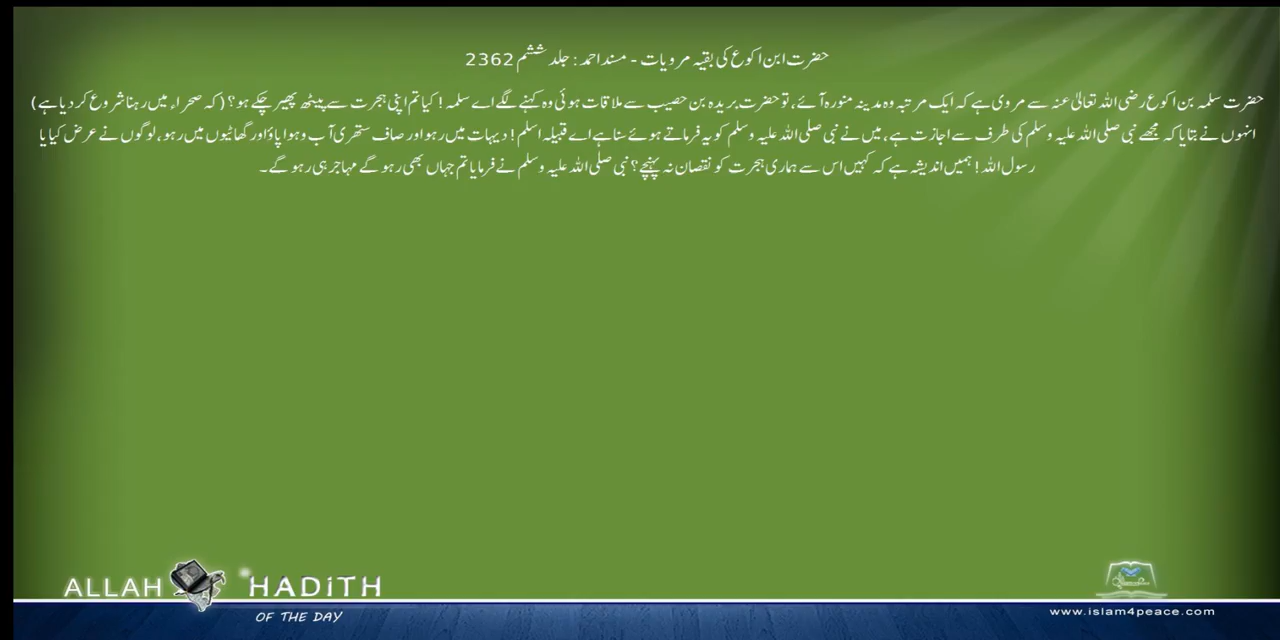 حضرت ابن اکوع کی بقیہ مرویات - مسند احمد: جلد ششم 2362
حضرت سلمہ بن اکوع رضی اللہ تعالیٰ عنہ سے مروی ہے کہ ایک مرتبہ وہ مدینہ منورہ آئے، تو حضرت بریدہ بن حصیب سے ملاقات ہوئی وہ کہنے لگے اے سلمہ! کیا تم اپنی ہجرت سے پیٹھ پھیر چکے ہو؟ (کہ صحراء میں رہنا شروع کر دیا ہے)
انہوں نے بتایا کہ مجھے نبی صلی اللہ علیہ وسلم کی طرف سے اجازت ہے، میں نے نبی صلی اللہ علیہ وسلم کو یہ فرماتے ہوئے سنا ہے اے قبیلہ اسلم! دیہات میں رہو اور صاف ستھری آب وہوا پاؤ اور گھاٹیوں میں رہو، لوگوں نے عرض کیا یا
رسول اللہ! ہمیں اندیشہ ہے کہ کہیں اس سے ہماری ہجرت کو نقصان نہ پہنچے؟ نبی صلی اللہ علیہ وسلم نے فرمایا تم جہاں بھی رہو گے مہاجر ہی رہو گے۔
ALLAH HADITH
OF THE DAY
www.islam4peace.com